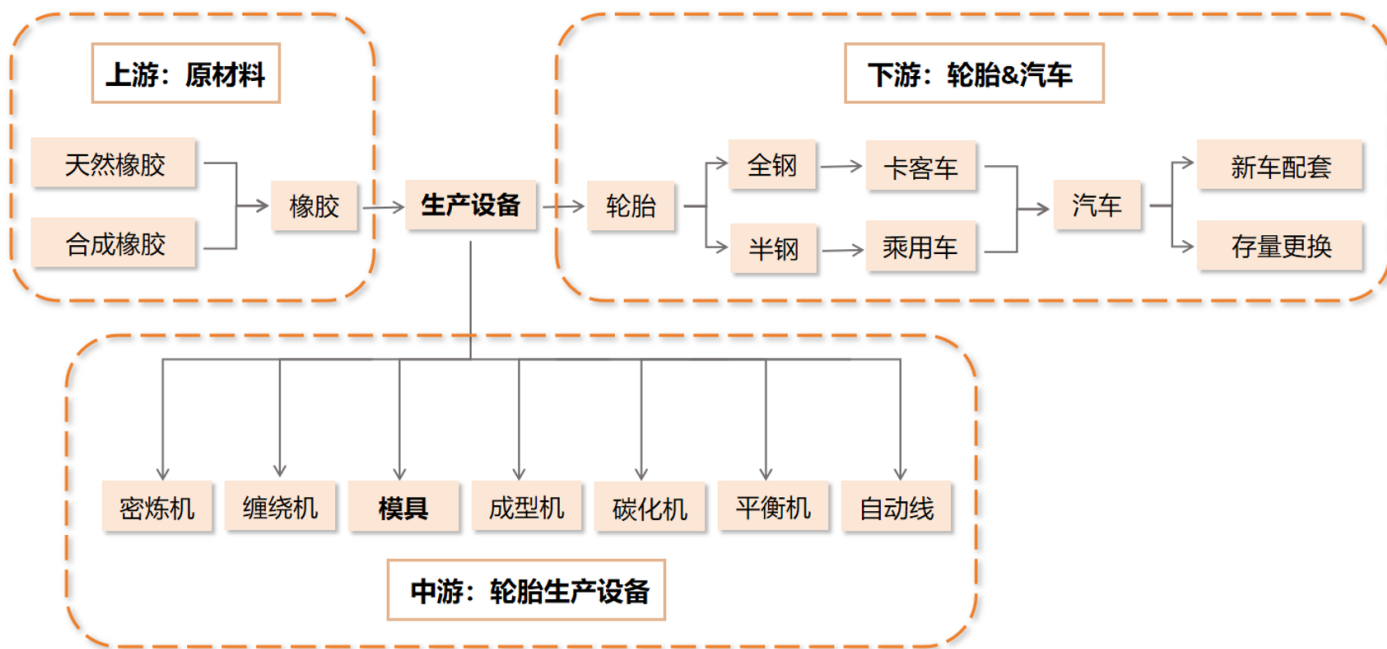 上游：原材料
天然橡胶
合成橡胶
橡胶
生产设备
下游：轮胎&汽车
轮胎
全钢
半钢
卡客车
乘用车
汽车
新车配套
存量更换
密炼机
缠绕机
模具
成型机
碳化机
平衡机
自动线
中游：轮胎生产设备